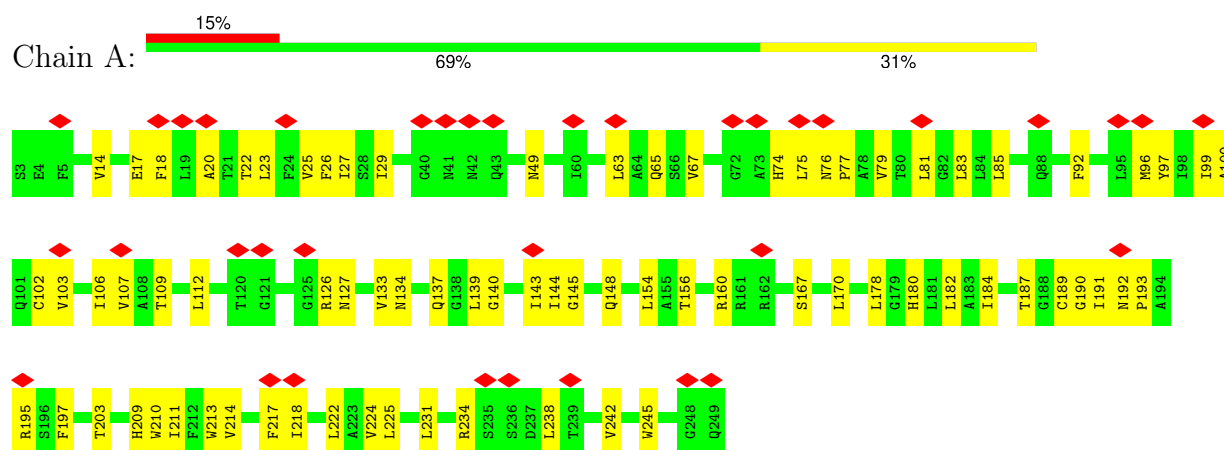 15%
Chain A:
69% 31%
S3 E4 F5 V14 E17 F18 L19 A20 T21 T22 L23 F24 V25 F26 I27 S28 I29 G40 N41 N42 Q43 N49 I60 L63 A64 Q65 S66 V67 G72 A73 H74 L75 N76 P77 A78 V79 T80 L81 G82 L83 L84 L85 Q88 F92 L95 M96 Y97 I98 I99 A100
Q101 C102 V103 I106 V107 A108 T109 L112 T120 G121 G125 R126 N127 V133 N134 Q137 G138 L139 G140 I143 I144 G145 Q148 L154 A155 T156 R160 R161 R162 S167 L170 L178 G179 H180 L181 L182 A183 I184 T187 G188 C189 G190 I191 N192 P193 A194
R195 S196 F197 T203 H209 W210 I211 F212 W213 V214 F217 I218 L222 A223 V224 L225 L231 R234 S235 S236 D237 L238 T239 V242 W245 G248 Q249